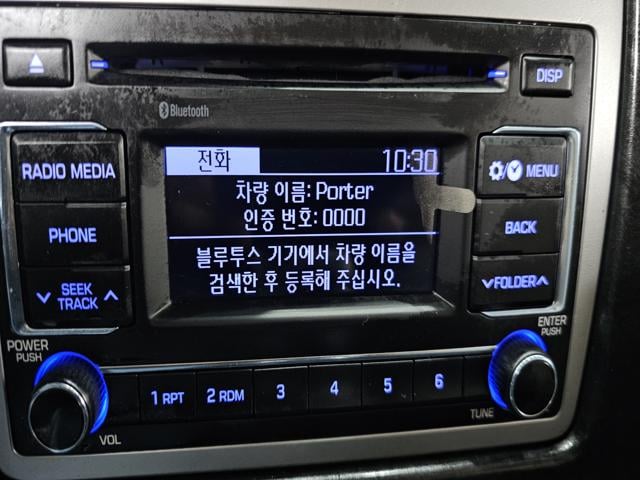 DISP
Bluetooth
RADIO MEDIA
전화 10:30
MENU
차량 이름: Porter
인증 번호: 0000
PHONE
BACK
블루투스 기기에서 차량 이름을
검색한 후 등록해 주십시오.
SEEK
TRACK
FOLDER
POWER
PUSH
ENTER
PUSH
1 RPT 2 RDM 3 4 5 6
VOL
TUNE